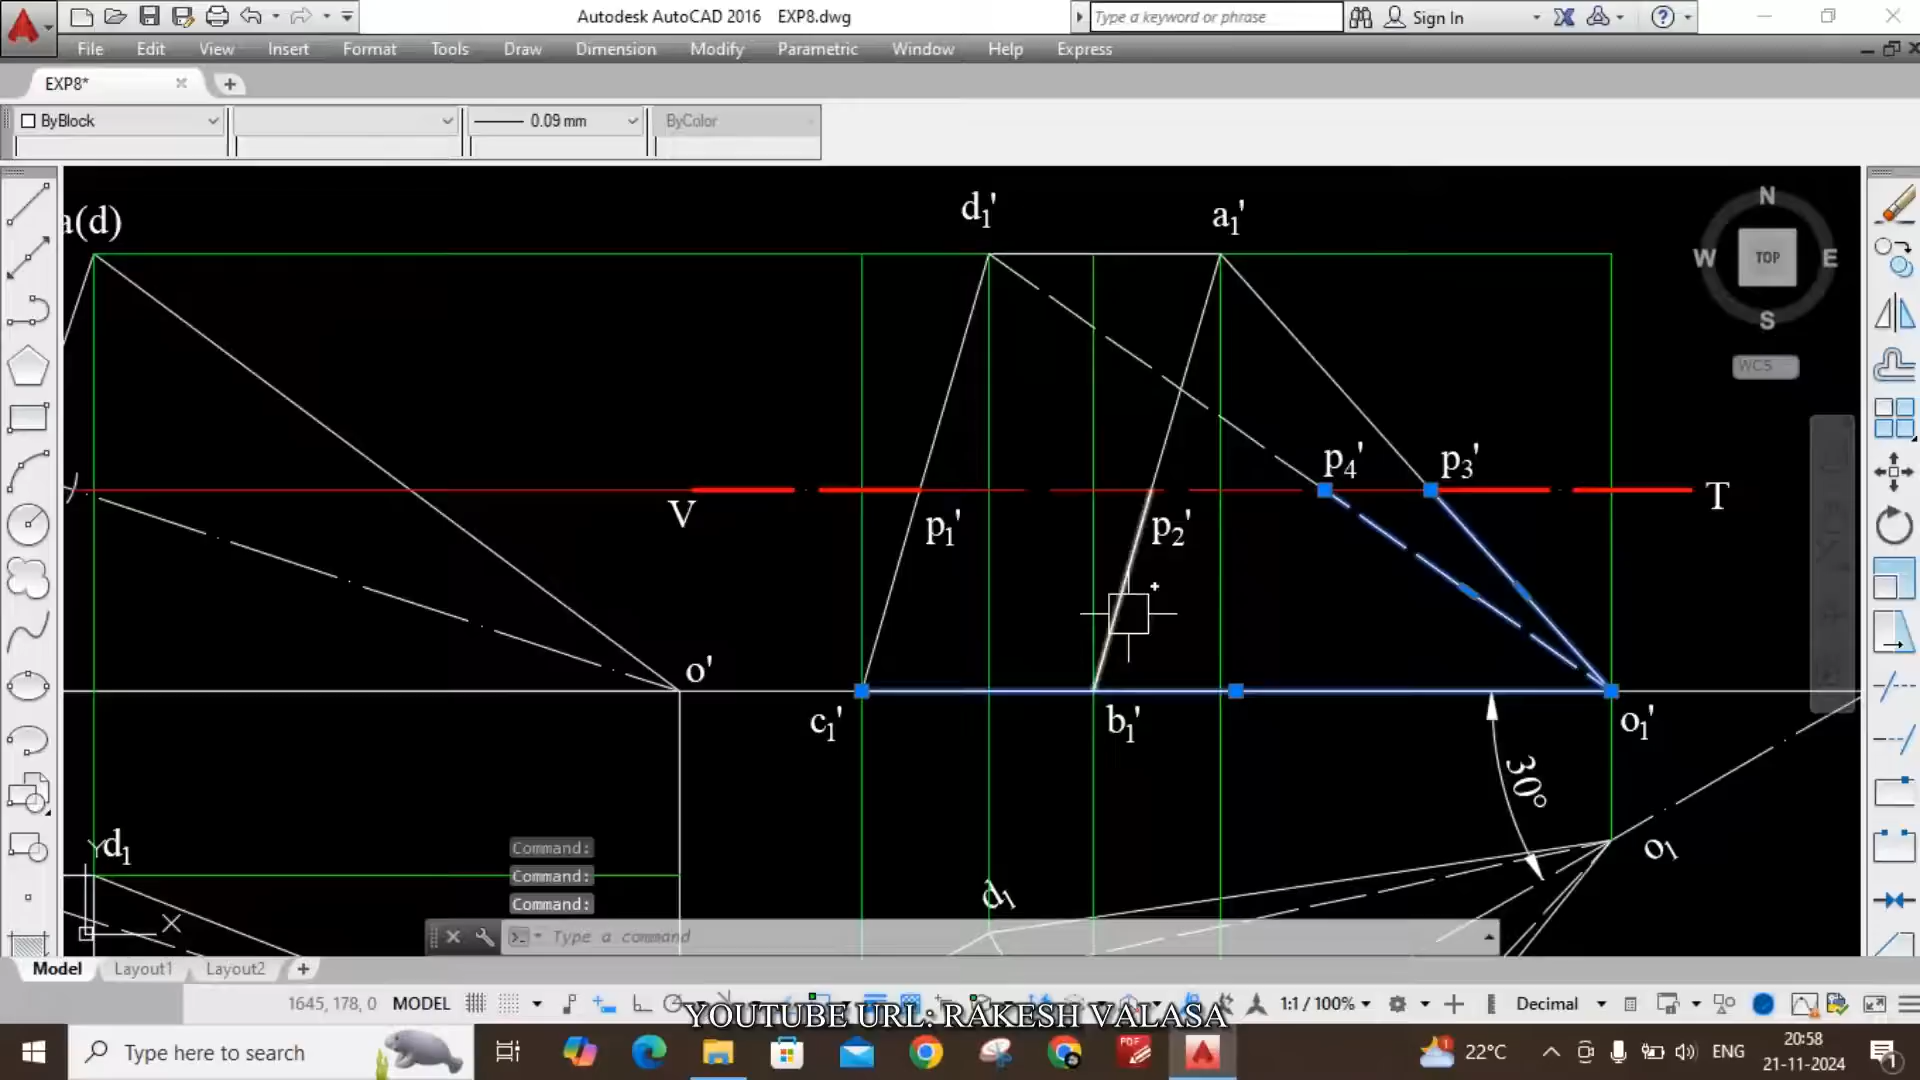 Autodesk AutoCAD 2016 EXP8.dwg
Type a keyword or phrase
Sign In
File Edit View Insert Format Tools Draw Dimension Modify Parametric Window Help Express
EXP8*
ByBlock
0.09 mm
ByColor
a(d)
d1'
a1'
N
W TOP E
S
WCS
p4'
p3'
V
T
p1'
p2'
o'
c1'
b1'
o1'
30°
Y
d1
o1
d1
X
Command:
Command:
Command:
Type a command
Model Layout1 Layout2
1645, 178, 0 MODEL 1:1 / 100% Decimal
YOUTUBE URL: RAKESH VALASA
Type here to search
PDF
22°C
ENG
20:58
21-11-2024
1